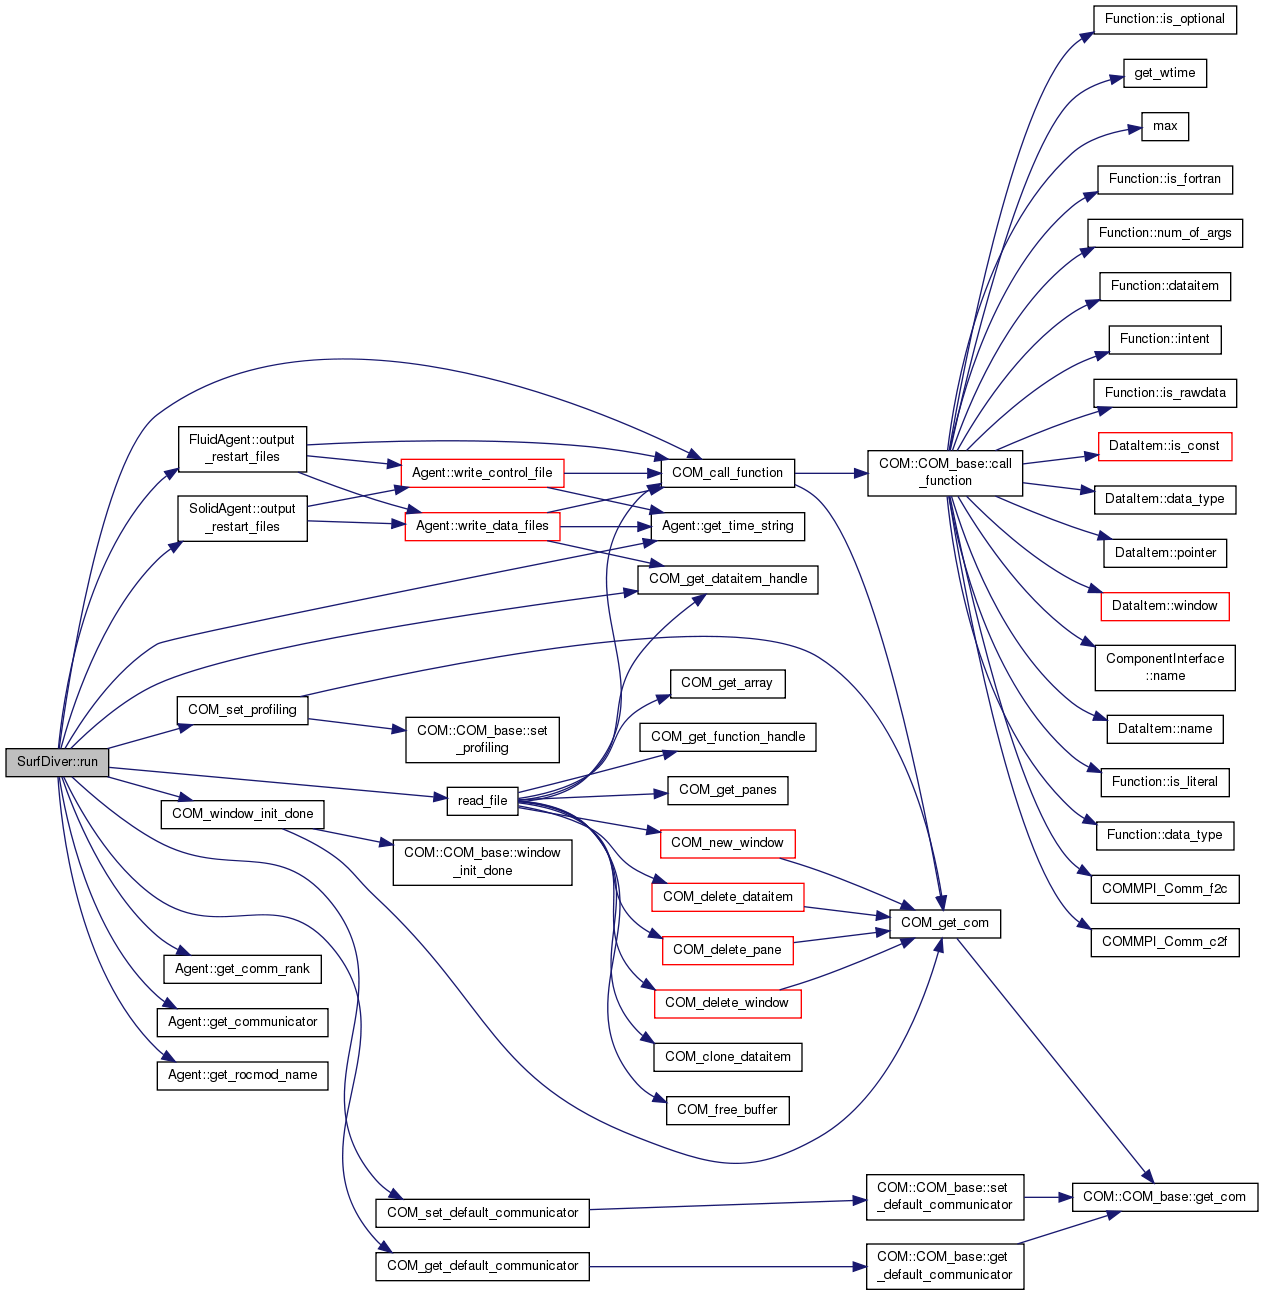 SurfDiver::run
FluidAgent::output
_restart_files
SolidAgent::output
_restart_files
COM_set_profiling
COM_window_init_done
Agent::get_comm_rank
Agent::get_communicator
Agent::get_rocmod_name
Agent::write_control_file
Agent::write_data_files
COM::COM_base::set
_profiling
read_file
COM::COM_base::window
_init_done
COM_set_default_communicator
COM_get_default_communicator
COM_call_function
Agent::get_time_string
COM_get_dataitem_handle
COM_get_array
COM_get_function_handle
COM_get_panes
COM_new_window
COM_delete_dataitem
COM_delete_pane
COM_delete_window
COM_clone_dataitem
COM_free_buffer
COM::COM_base::call
_function
COM_get_com
COM::COM_base::set
_default_communicator
COM::COM_base::get
_default_communicator
Function::is_optional
get_wtime
max
Function::is_fortran
Function::num_of_args
Function::dataitem
Function::intent
Function::is_rawdata
DataItem::is_const
DataItem::data_type
DataItem::pointer
DataItem::window
ComponentInterface
::name
DataItem::name
Function::is_literal
Function::data_type
COMMPI_Comm_f2c
COMMPI_Comm_c2f
COM::COM_base::get_com